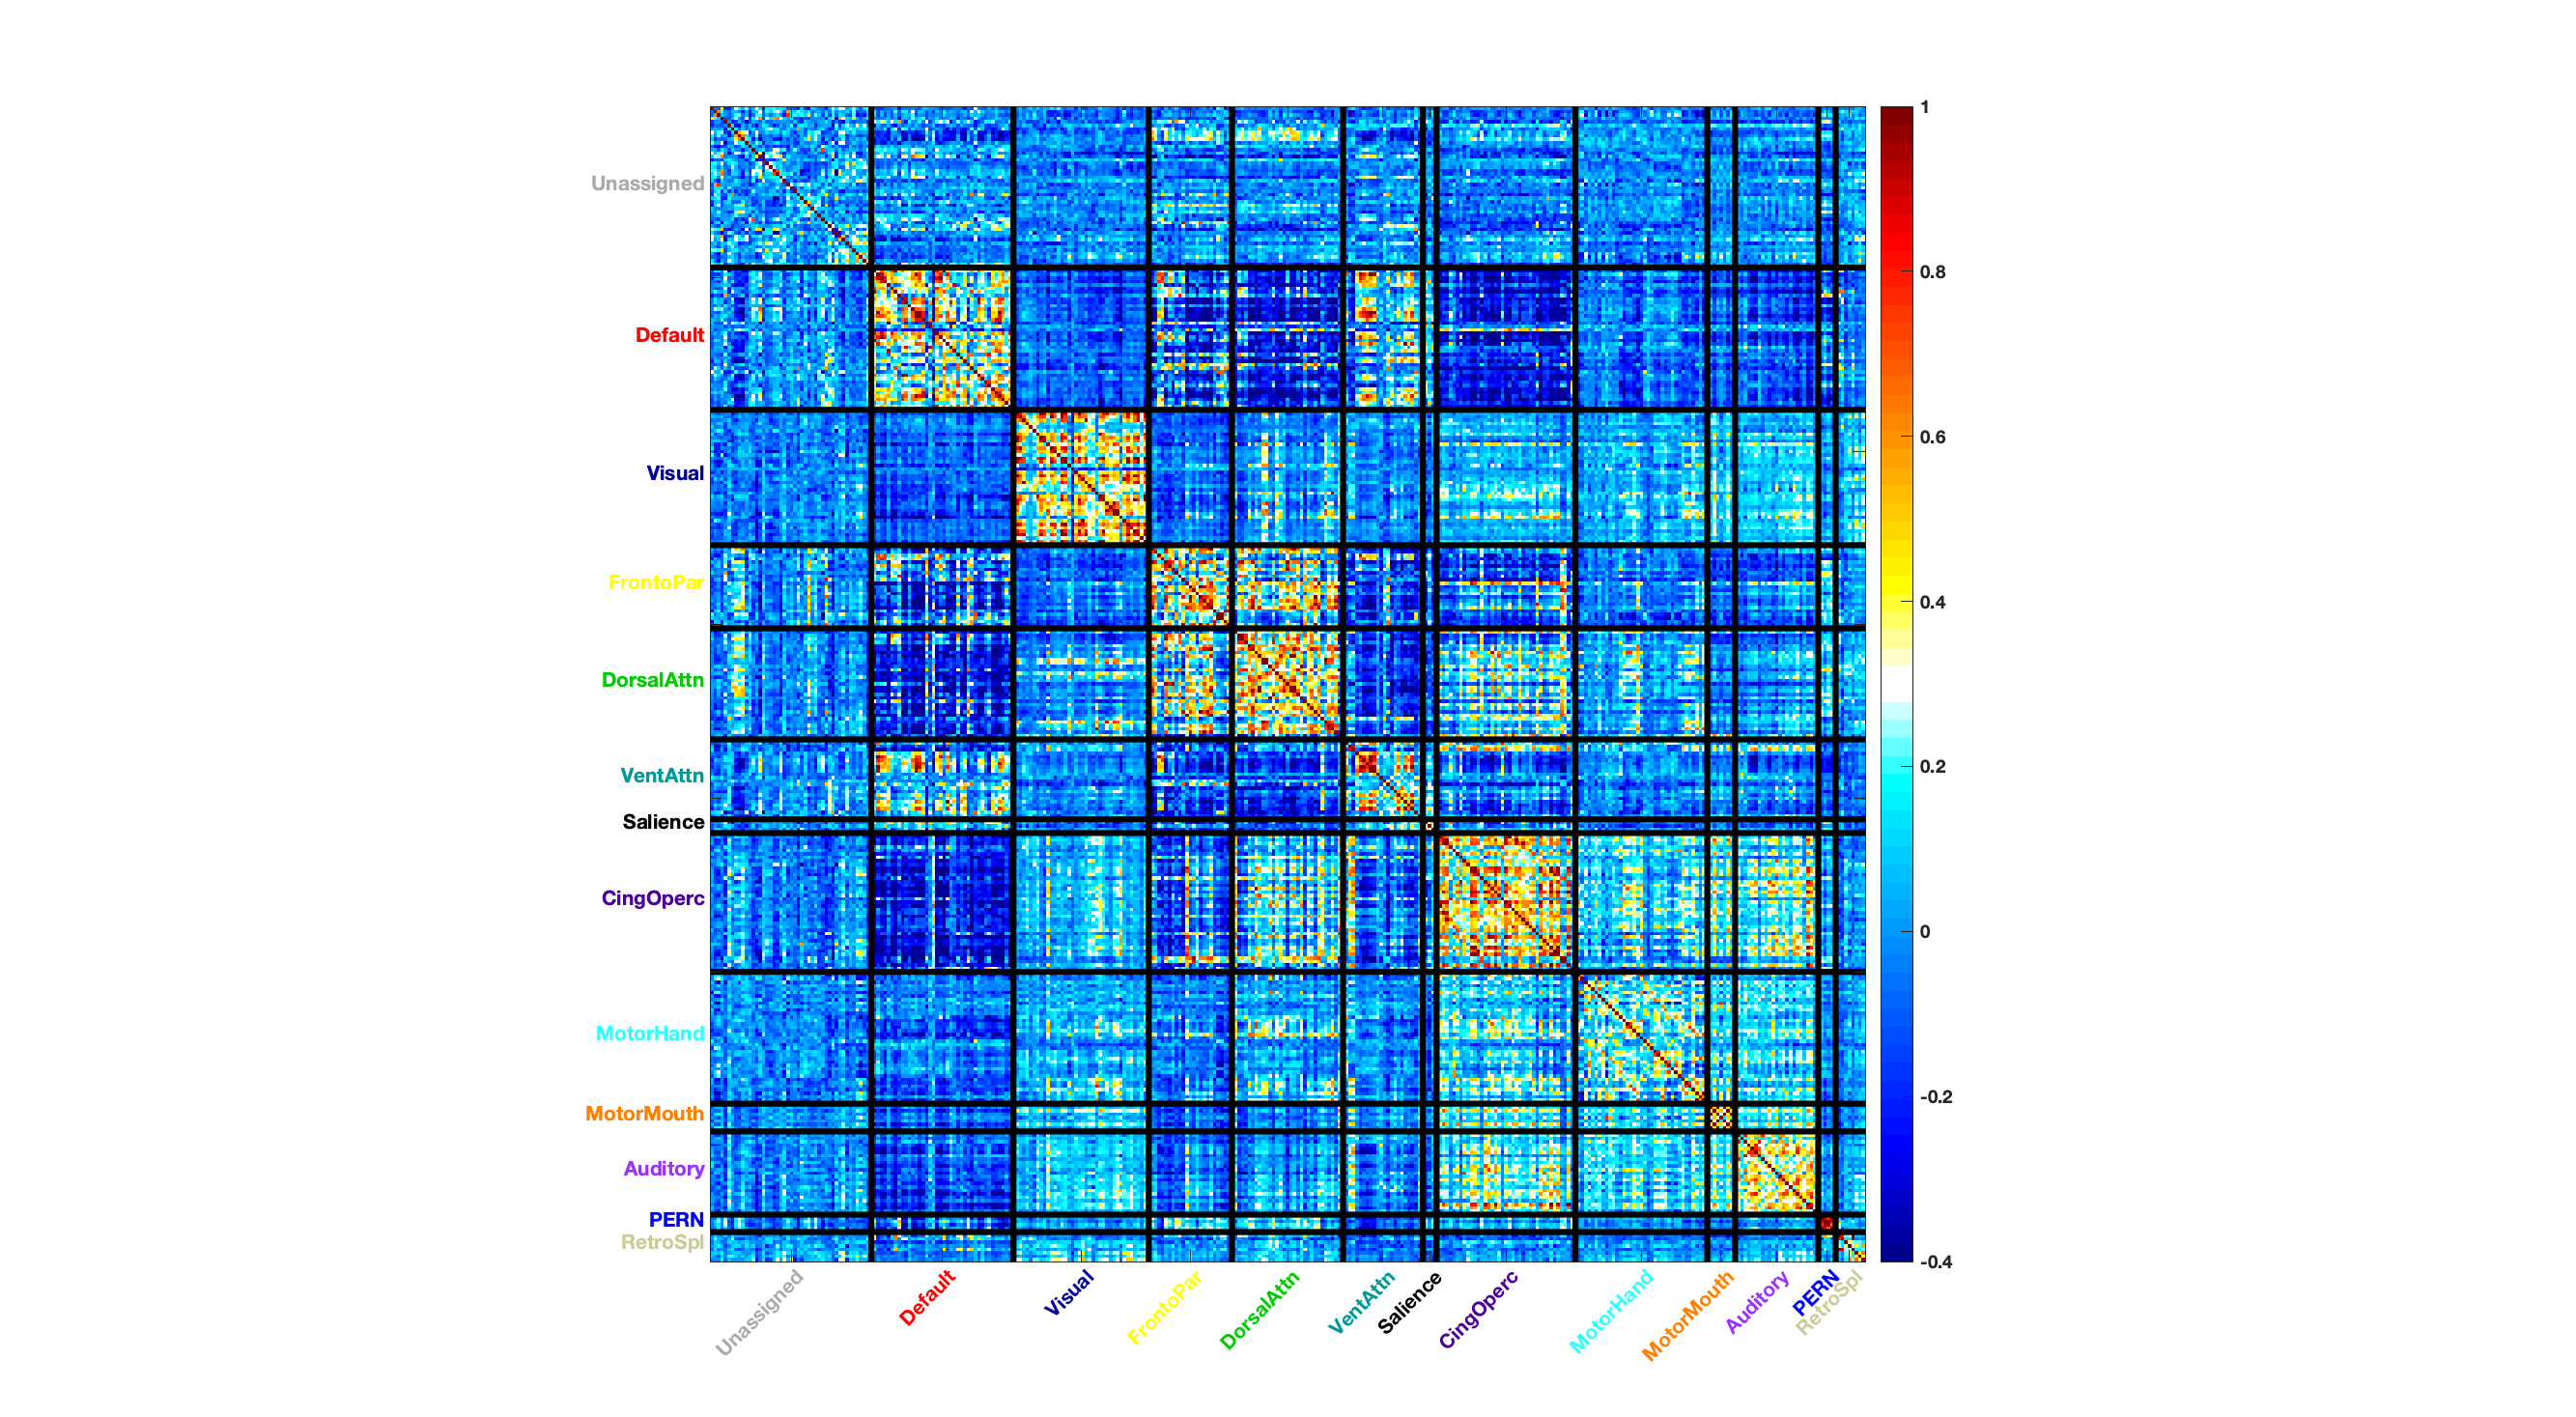 Unassigned
Default
Visual
FrontoPar
DorsalAttn
VentAttn
Salience
CingOperc
MotorHand
MotorMouth
Auditory
PERN
RetroSpl
Unassigned
Default
Visual
FrontoPar
DorsalAttn
VentAttn
Salience
CingOperc
MotorHand
MotorMouth
Auditory
PERN
RetroSpl
1
0.8
0.6
0.4
0.2
0
-0.2
-0.4